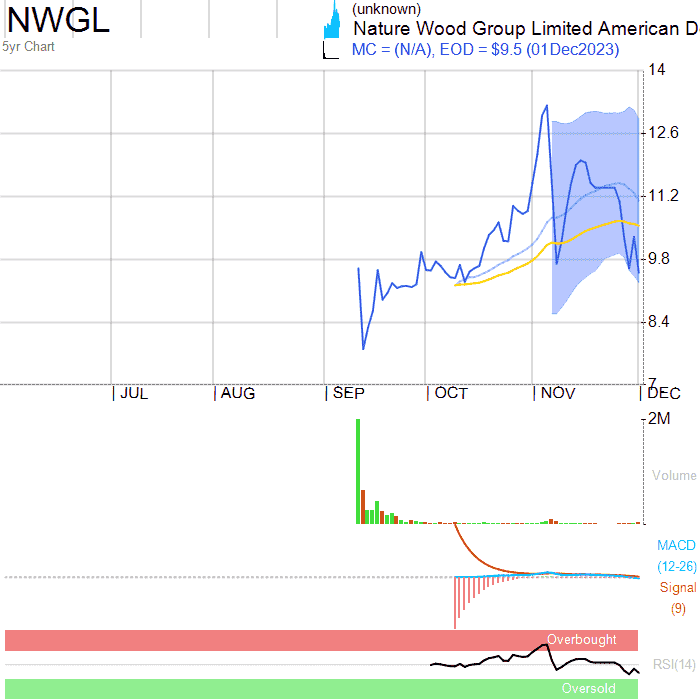 NWGL
(unknown)
Nature Wood Group Limited American D
5yr Chart
MC = (N/A), EOD = $9.5 (01Dec2023)
14
12.6
11.2
9.8
8.4
7
JUL AUG SEP OCT NOV DEC
2M
Volume
MACD
(12-26)
Signal
(9)
Overbought
RSI(14)
Oversold